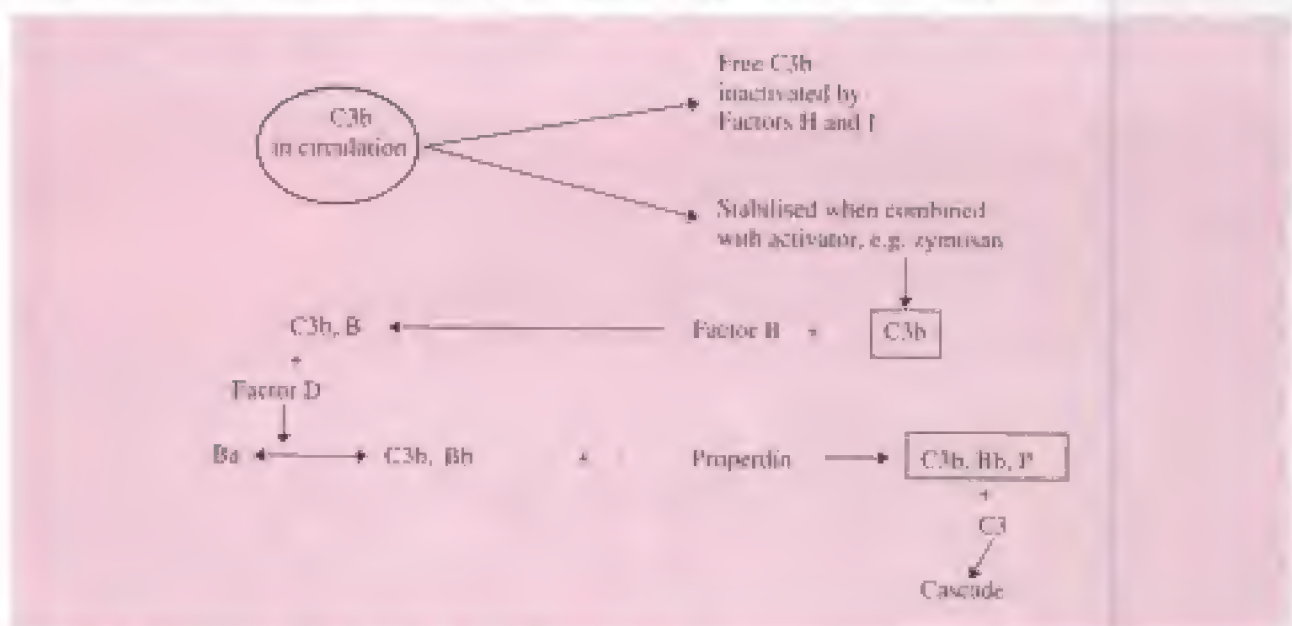 C3b
in circulation
Free C3b
inactivated by
Factors H and I
Stabilised when combined
with activator, e.g. zymosan
C3b, B
Factor B + C3b
+
Factor D
Ba C3b, Bb + Properdin C3b, Bb, P
+
C3
Cascade